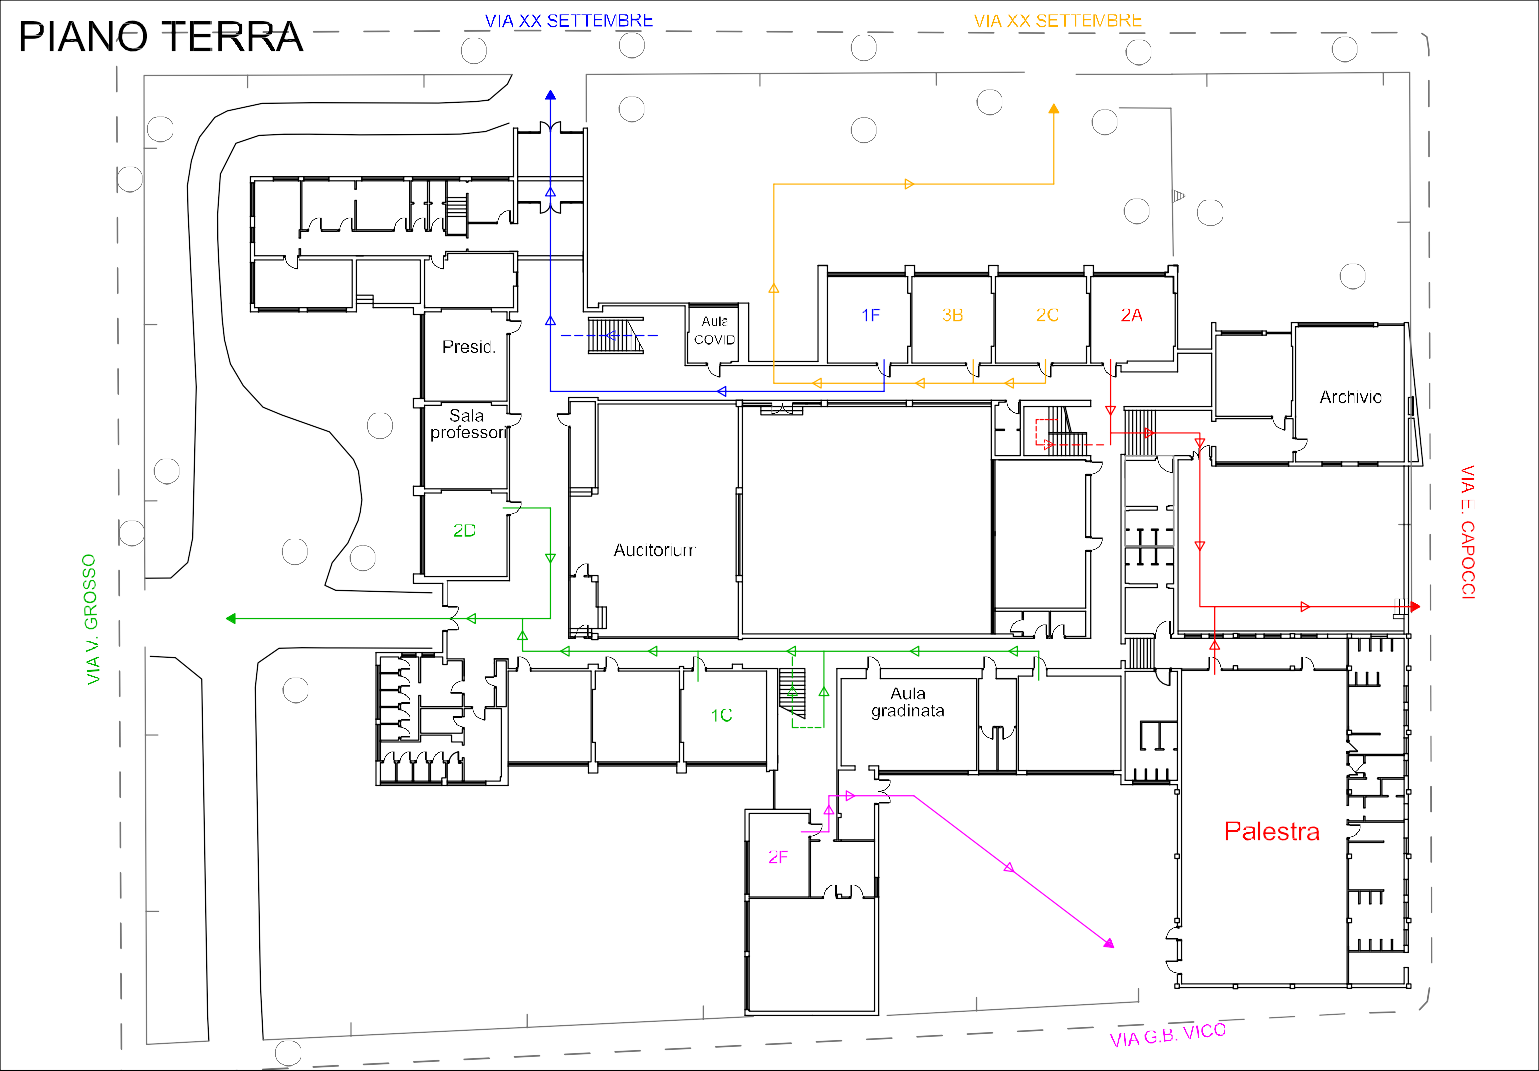 PIANO TERRA
VIA XX SETTEMBRE
VIA XX SETTEMBRE
1F
3B
2C
2A
Aula
COVID
Presid.
Archivio
Sala
professori
Auditorium
2D
VIA E. CAPOCCI
VIA V. GROSSO
1C
Aula
gradinata
Palestra
2F
VIA G.B. VICO